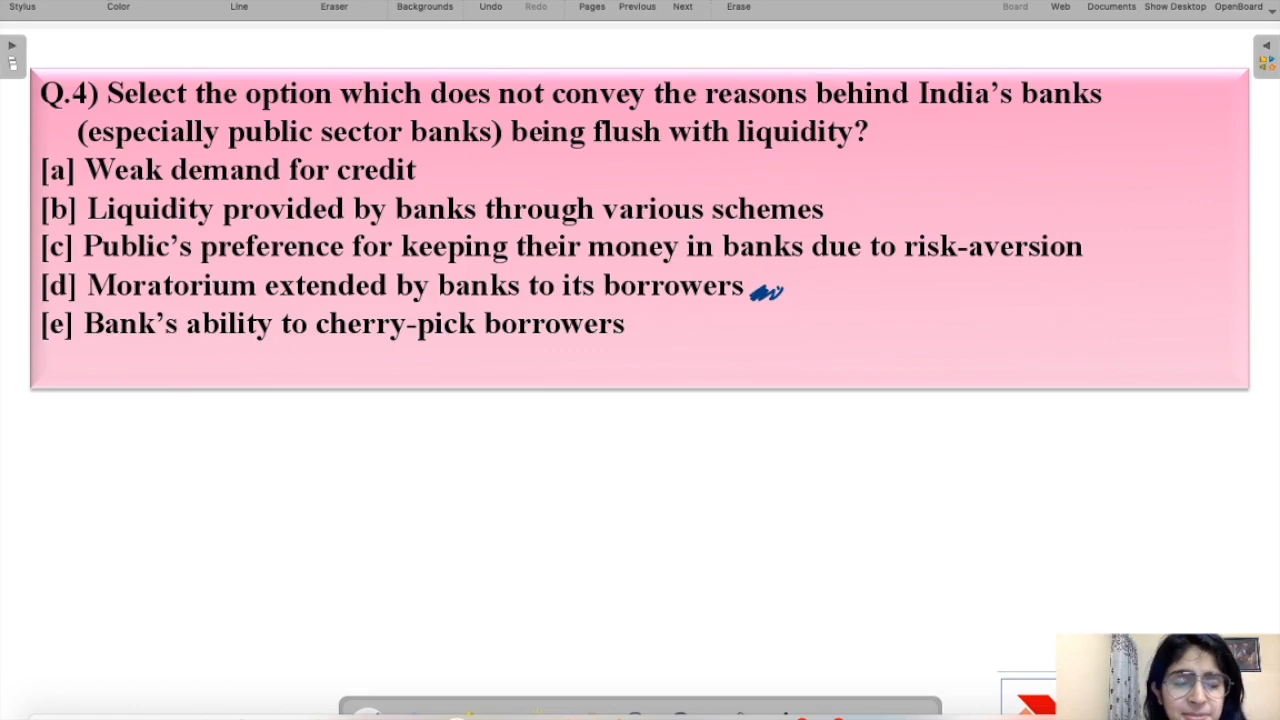 Stylus Color Line Eraser Backgrounds Undo Redo Pages Previous Next Erase Board Web Documents Show Desktop OpenBoard
Q.4) Select the option which does not convey the reasons behind India's banks
(especially public sector banks) being flush with liquidity?
[a] Weak demand for credit
[b] Liquidity provided by banks through various schemes
[c] Public's preference for keeping their money in banks due to risk-aversion
[d] Moratorium extended by banks to its borrowers
[e] Bank's ability to cherry-pick borrowers